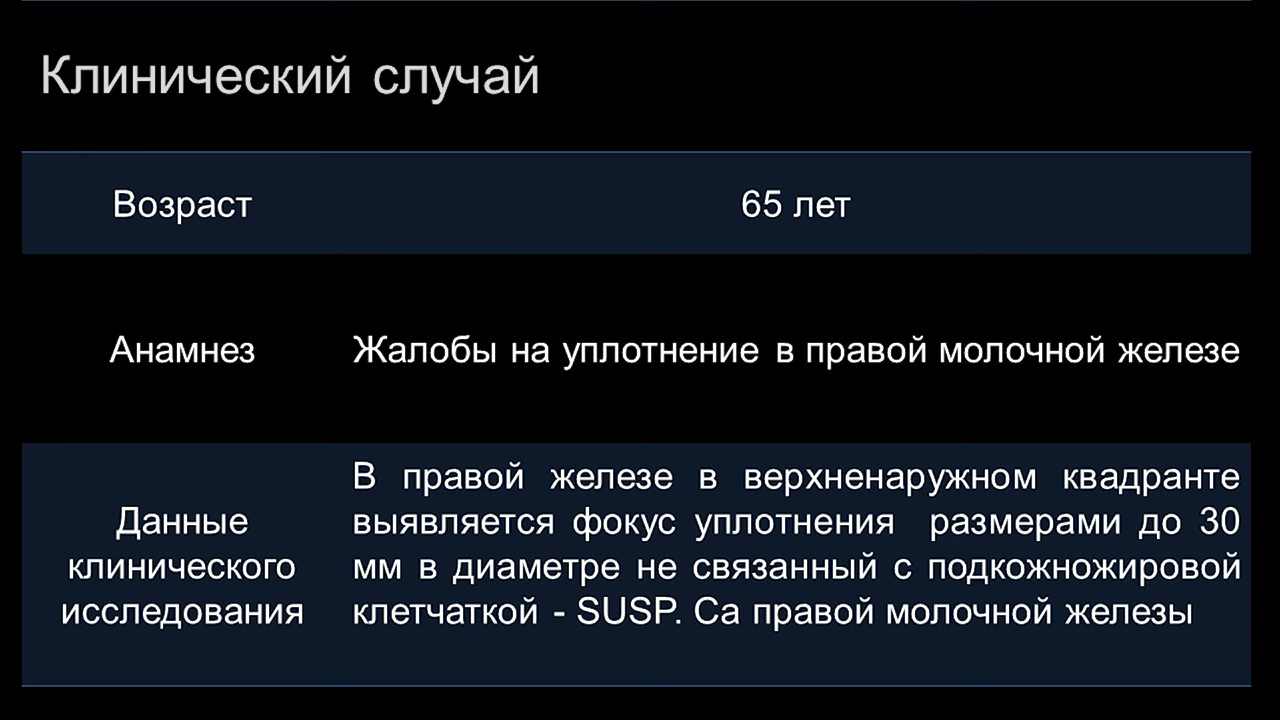 Клинический случай
Возраст
65 лет
Анамнез
Жалобы на уплотнение в правой молочной железе
Данные
клинического
исследования
В правой железе в верхненаружном квадранте
выявляется фокус уплотнения размерами до 30
мм в диаметре не связанный с подкожножировой
клетчаткой - SUSP. Са правой молочной железы